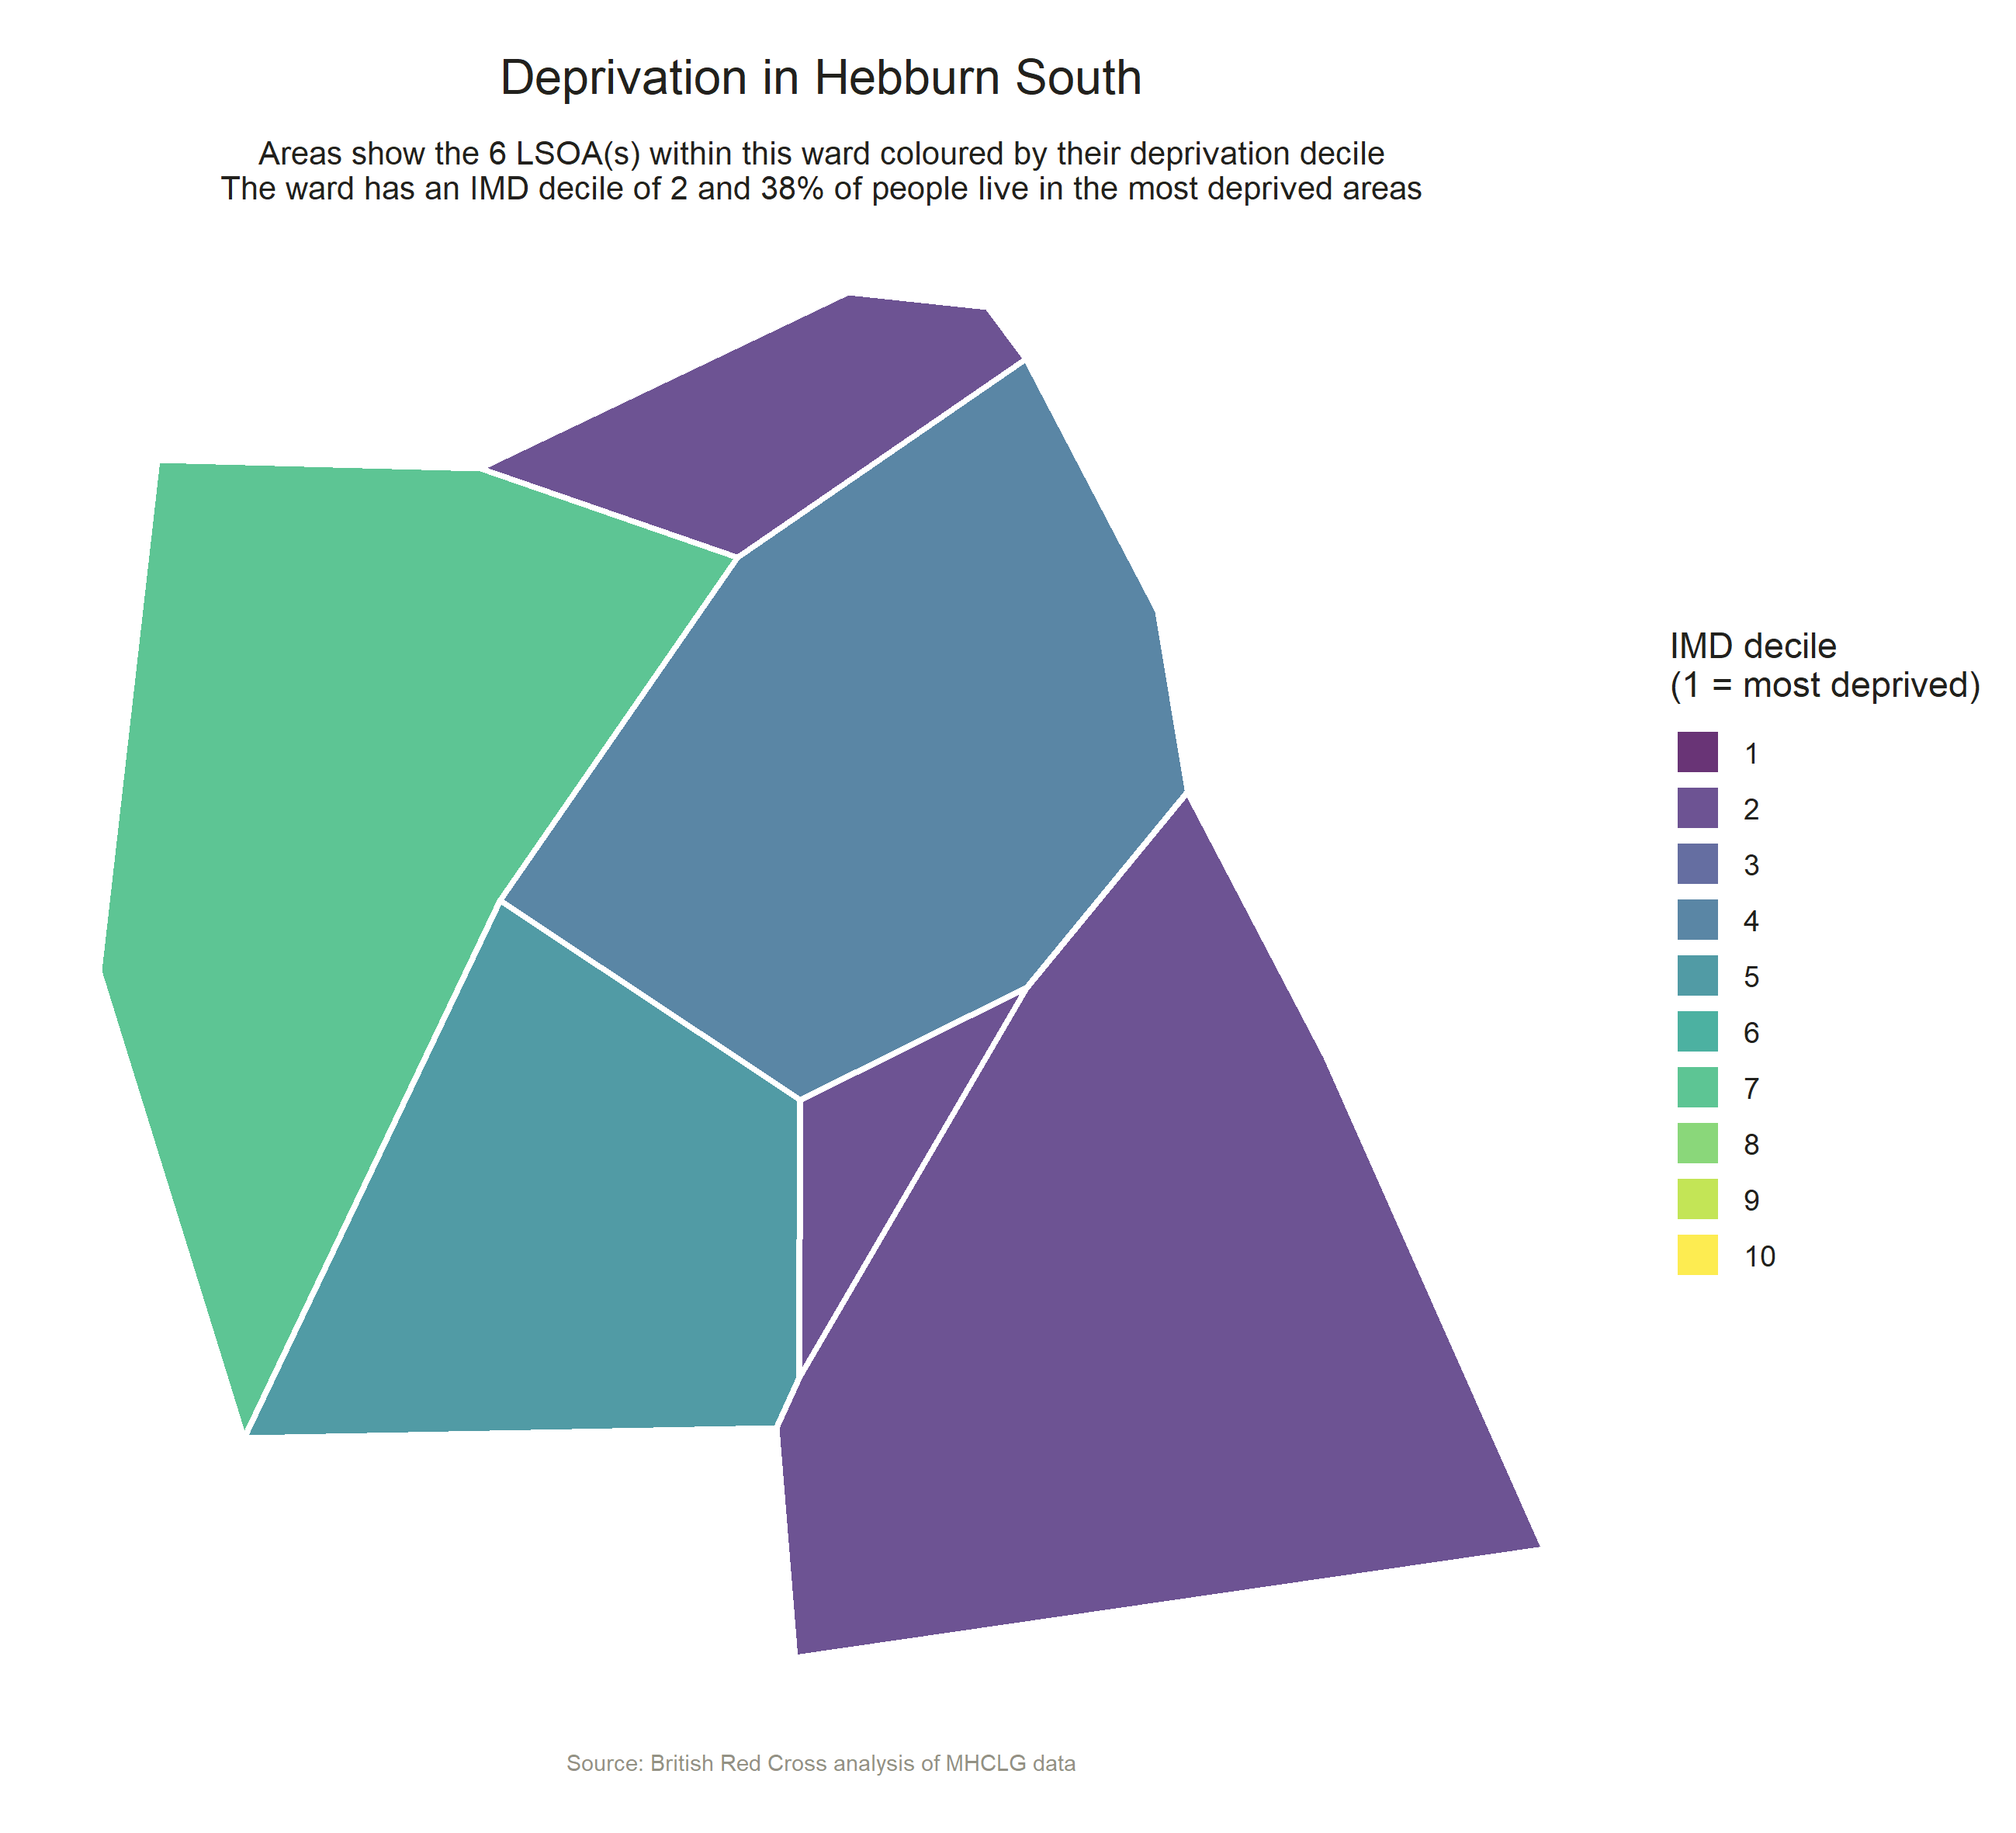 Deprivation in Hebburn South
Areas show the 6 LSOA(s) within this ward coloured by their deprivation decile
The ward has an IMD decile of 2 and 38% of people live in the most deprived areas
IMD decile
(1 = most deprived)
1
2
3
4
5
6
7
8
9
10
Source: British Red Cross analysis of MHCLG data